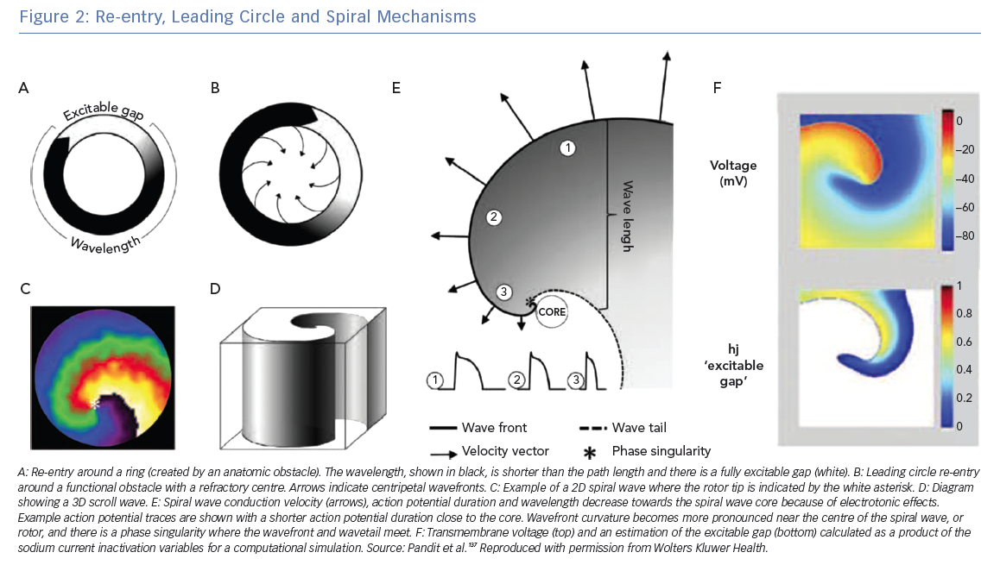 Figure 2: Re-entry, Leading Circle and Spiral Mechanisms
A
Excitable gap
Wavelength
B
C
*
D
E
1
2
3
*
CORE
Wave lengh
1
2
3
Wave front
Wave tail
Velocity vector
* Phase singularity
F
Voltage
(mV)
0
-20
-40
-60
-80
hj
'excitable
gap'
1
0.8
0.6
0.4
0.2
0
A: Re-entry around a ring (created by an anatomic obstacle). The wavelength, shown in black, is shorter than the path length and there is a fully excitable gap (white). B: Leading circle re-entry
around a functional obstacle with a refractory centre. Arrows indicate centripetal wavefronts. C: Example of a 2D spiral wave where the rotor tip is indicated by the white asterisk. D: Diagram
showing a 3D scroll wave. E: Spiral wave conduction velocity (arrows), action potential duration and wavelength decrease towards the spiral wave core because of electrotonic effects.
Example action potential traces are shown with a shorter action potential duration close to the core. Wavefront curvature becomes more pronounced near the centre of the spiral wave, or
rotor, and there is a phase singularity where the wavefront and wavetail meet. F: Transmembrane voltage (top) and an estimation of the excitable gap (bottom) calculated as a product of the
sodium current inactivation variables for a computational simulation. Source: Pandit et al.¹³⁷ Reproduced with permission from Wolters Kluwer Health.